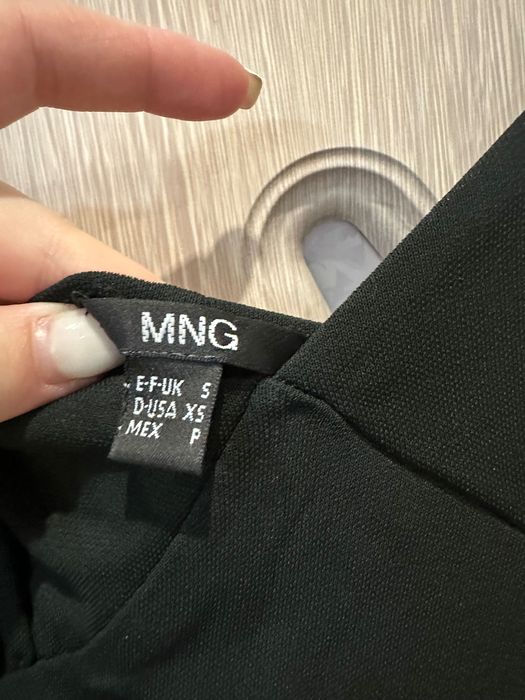 MNG
E-F-UK S
D-USA XS
MEX P